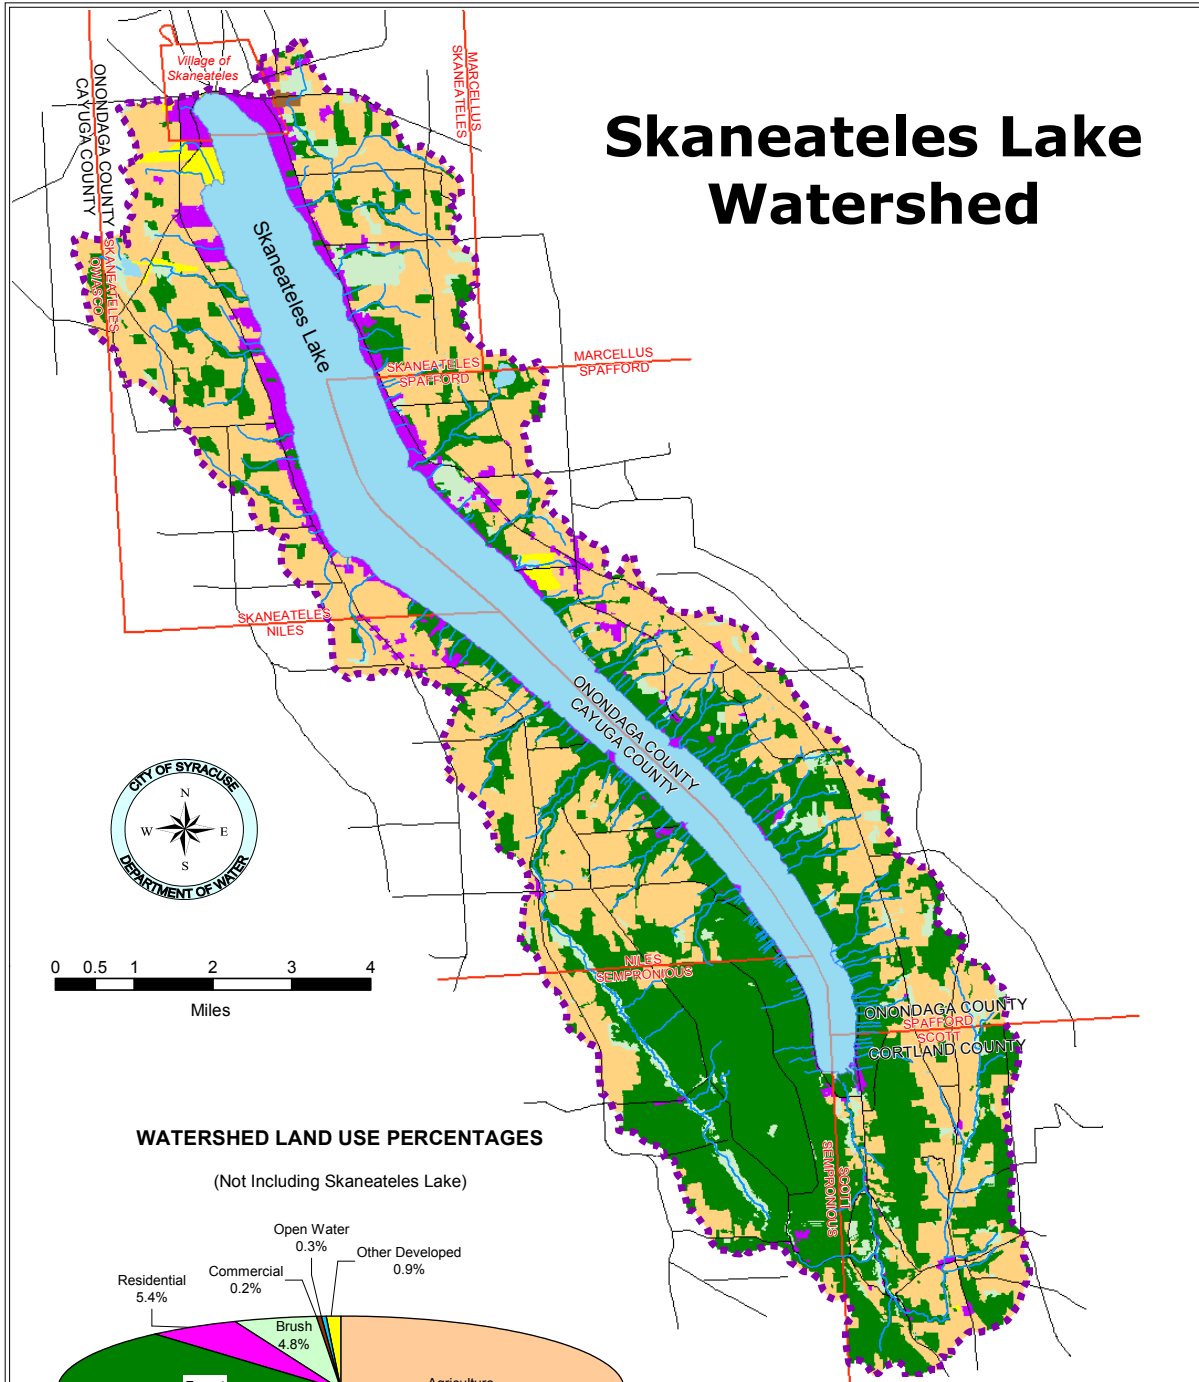 Skaneateles Lake
Watershed
Village of
Skaneateles
MARCELLUS
SKANEATELES
ONONDAGA COUNTY
CAYUGA COUNTY
SKANEATELES
OWASCO
Skaneateles Lake
SKANEATELES
SPAFFORD
MARCELLUS
SPAFFORD
SKANEATELES
NILES
ONONDAGA COUNTY
CAYUGA COUNTY
CITY OF SYRACUSE
N
W
E
S
DEPARTMENT OF WATER
0 0.5 1 2 3 4
Miles
NILES
SEMPRONIOUS
ONONDAGA COUNTY
SPAFFORD
SCOTT
CORTLAND COUNTY
SCOTT
SEMPRONIOUS
WATERSHED LAND USE PERCENTAGES
(Not Including Skaneateles Lake)
Open Water
0.3%
Other Developed
0.9%
Commercial
0.2%
Residential
5.4%
Brush
4.8%